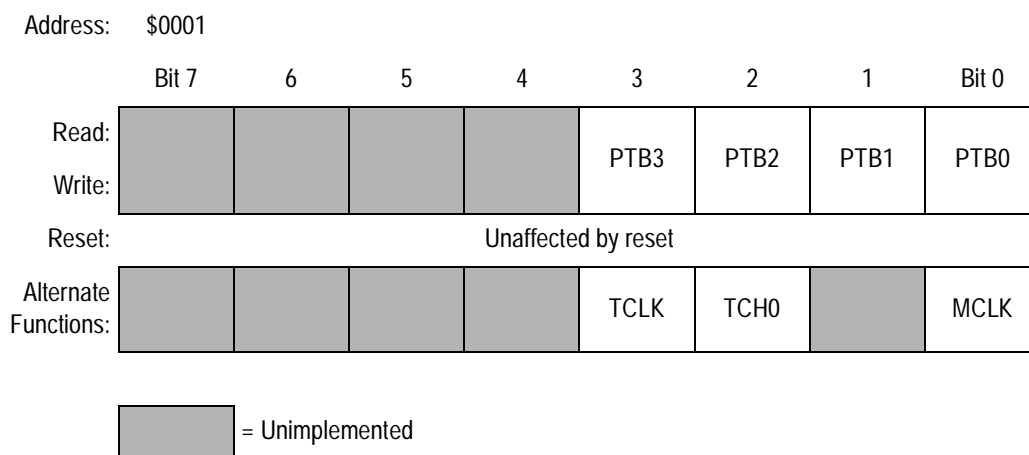 Address: $0001
Bit 7 6 5 4 3 2 1 Bit 0
Read:
PTB3 PTB2 PTB1 PTB0
Write:
Reset: Unaffected by reset
Alternate
Functions:
TCLK TCH0 MCLK
= Unimplemented